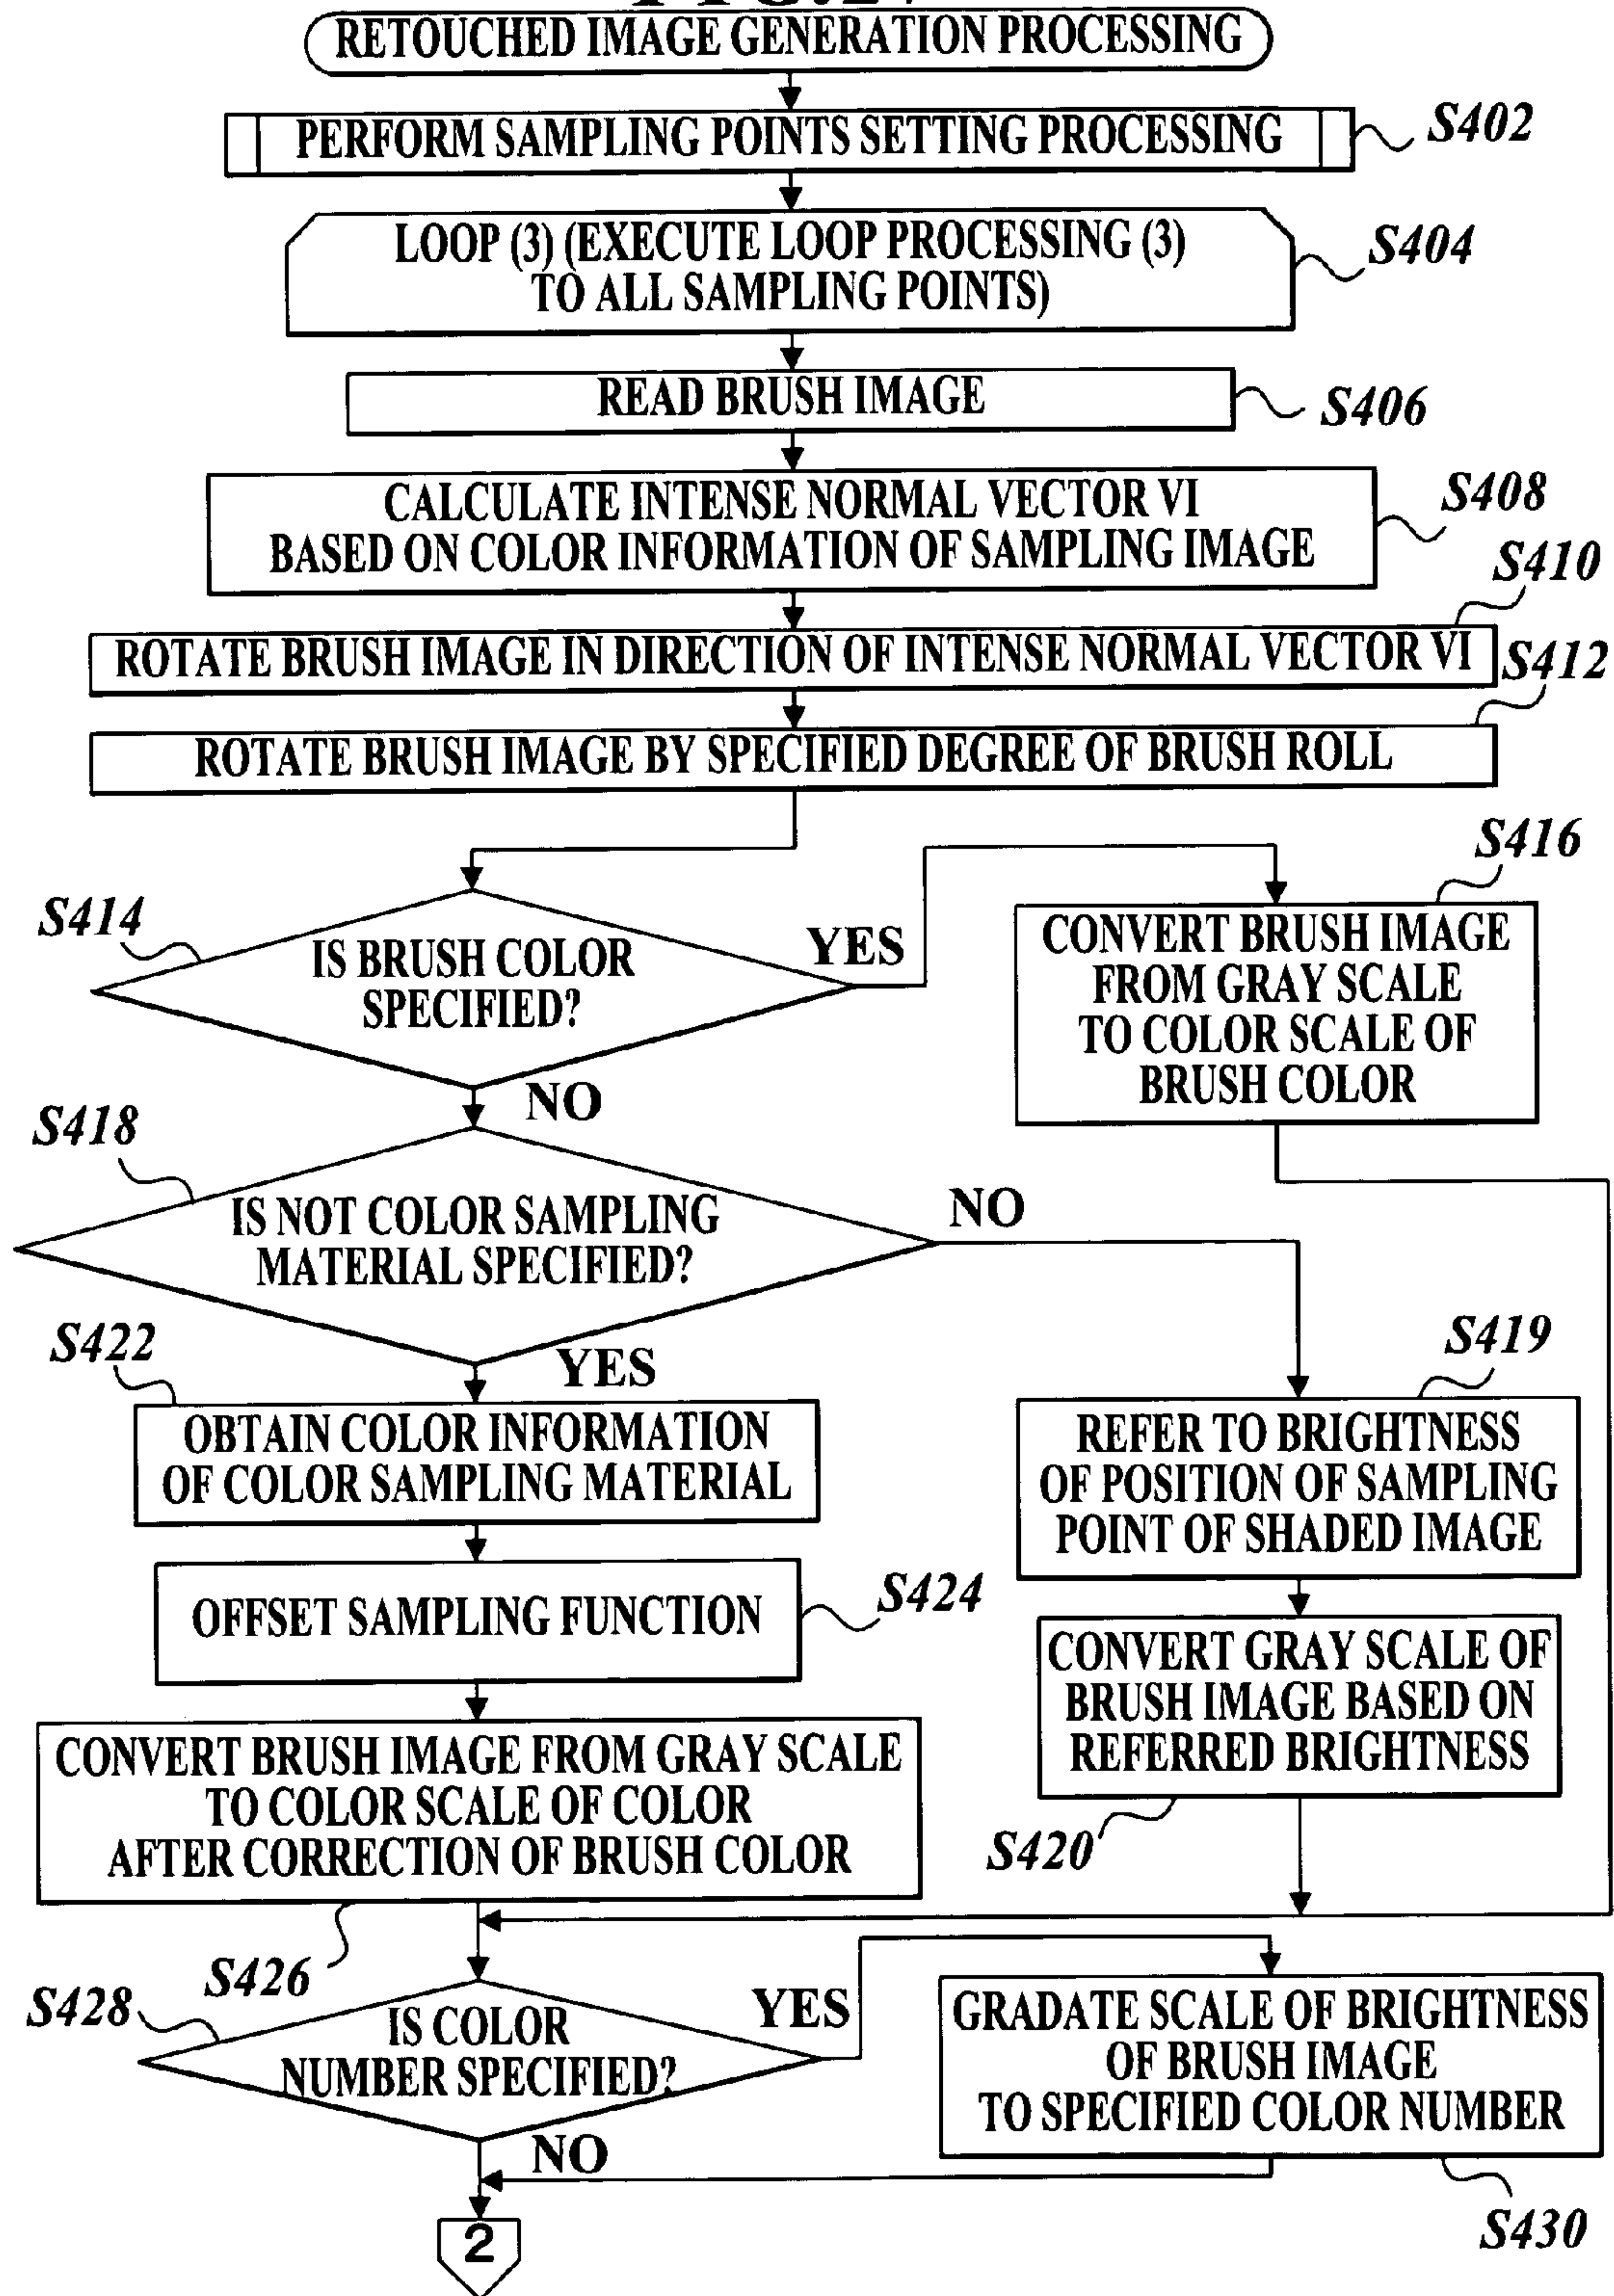 RETOUCHED IMAGE GENERATION PROCESSING
PERFORM SAMPLING POINTS SETTING PROCESSING
S402
LOOP (3) (EXECUTE LOOP PROCESSING (3)
TO ALL SAMPLING POINTS)
S404
READ BRUSH IMAGE
S406
CALCULATE INTENSE NORMAL VECTOR VI
BASED ON COLOR INFORMATION OF SAMPLING IMAGE
S408
S410
ROTATE BRUSH IMAGE IN DIRECTION OF INTENSE NORMAL VECTOR VI
S412
ROTATE BRUSH IMAGE BY SPECIFIED DEGREE OF BRUSH ROLL
S414
IS BRUSH COLOR
SPECIFIED?
YES
NO
S416
CONVERT BRUSH IMAGE
FROM GRAY SCALE
TO COLOR SCALE OF
BRUSH COLOR
S418
IS NOT COLOR SAMPLING
MATERIAL SPECIFIED?
NO
YES
S419
REFER TO BRIGHTNESS
OF POSITION OF SAMPLING
POINT OF SHADED IMAGE
S422
OBTAIN COLOR INFORMATION
OF COLOR SAMPLING MATERIAL
OFFSET SAMPLING FUNCTION
S424
CONVERT GRAY SCALE OF
BRUSH IMAGE BASED ON
REFERRED BRIGHTNESS
S420
CONVERT BRUSH IMAGE FROM GRAY SCALE
TO COLOR SCALE OF COLOR
AFTER CORRECTION OF BRUSH COLOR
S426
S428
IS COLOR
NUMBER SPECIFIED?
YES
NO
GRADATE SCALE OF BRIGHTNESS
OF BRUSH IMAGE
TO SPECIFIED COLOR NUMBER
S430
2